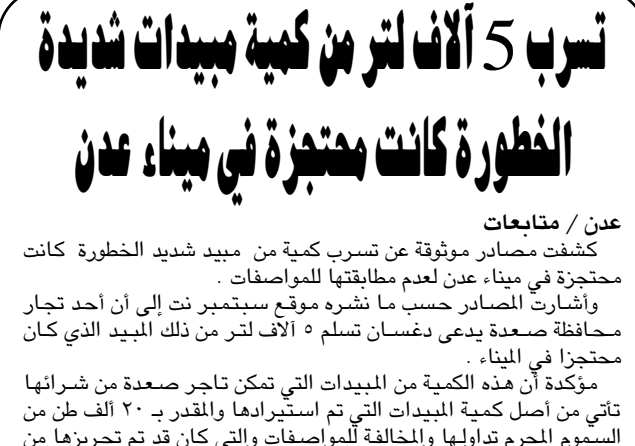 تسرب 5 آلاف لتر من كمية مبيدات شديدة
الخطورة كانت محتجزة في ميناء عدن
عدن / متابعات
كشفت مصادر موثوقة عن تسرب كمية من مبيد شديد الخطورة كانت
محتجزة في ميناء عدن لعدم مطابقتها للمواصفات .
وأشارت المصادر حسب ما نشره موقع سبتمبر نت إلى أن أحد تجار
محافظة صعدة يدعى دغسان تسلم ٥ آلاف لتر من ذلك المبيد الذي كان
محتجزا في الميناء .
مؤكدة أن هذه الكمية من المبيدات التي تمكن تاجر صعدة من شرائها
تأتي من أصل كمية المبيدات التي تم استيرادها والمقدر بـ ٢٠ ألف طن من
السموم المحرم تداولها والمخالفة للمواصفات والتي كان قد تم تحريزها من